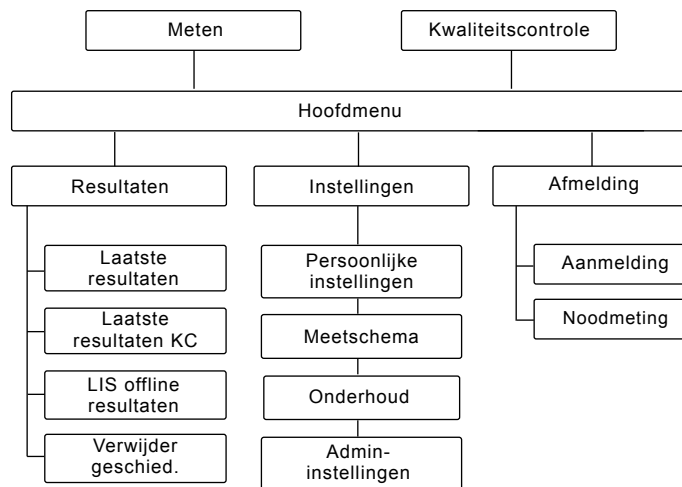 Meten
Kwaliteitscontrole
Hoofdmenu
Resultaten
Instellingen
Afmelding
Laatste
resultaten
Laatste
resultaten KC
LIS offline
resultaten
Verwijder
geschied.
Persoonlijke
instellingen
Meetschema
Onderhoud
Admin-
instellingen
Aanmelding
Noodmeting